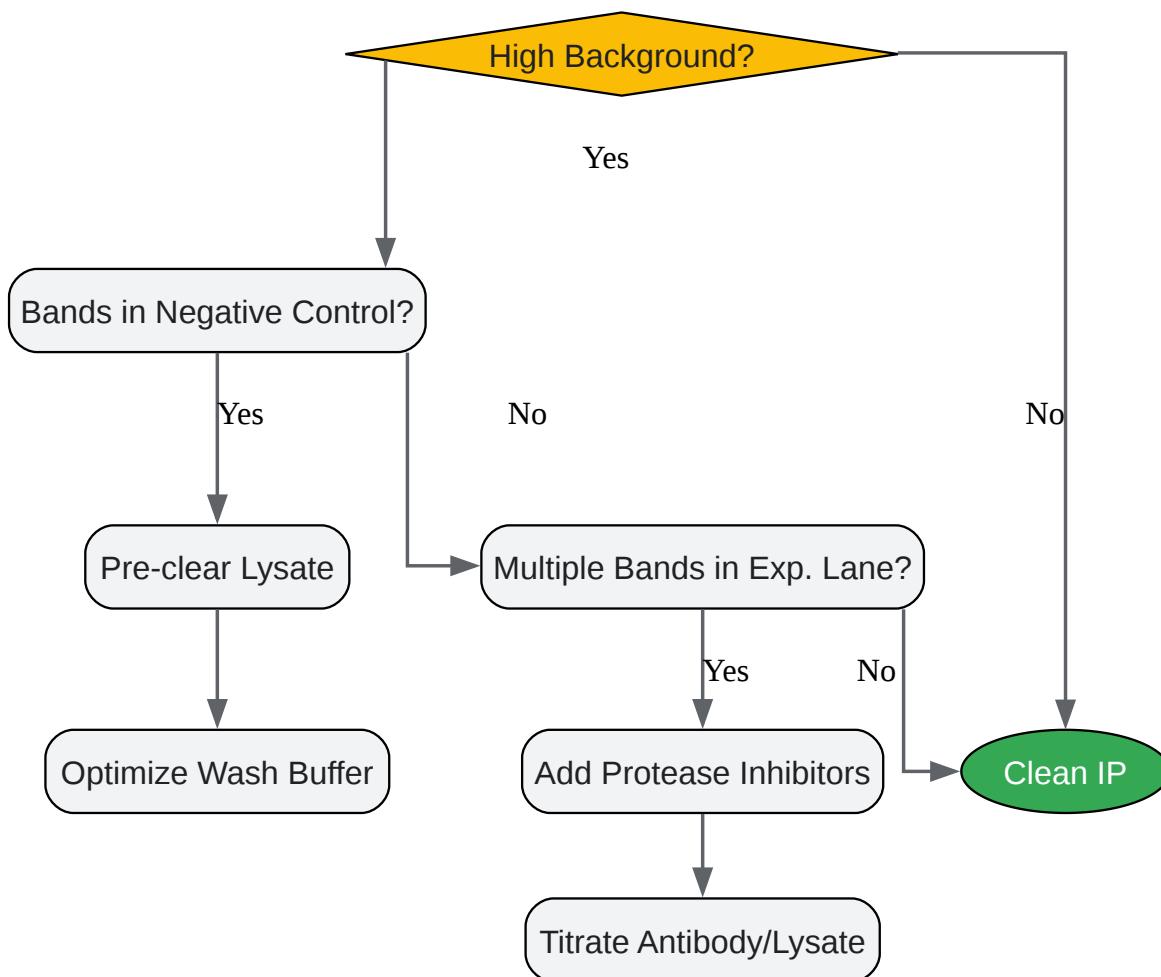 High Background?
Yes
Bands in Negative Control?
Yes
No
No
Pre-clear Lysate
Multiple Bands in Exp. Lane?
Yes
No
Optimize Wash Buffer
Add Protease Inhibitors
Clean IP
Titrate Antibody/Lysate